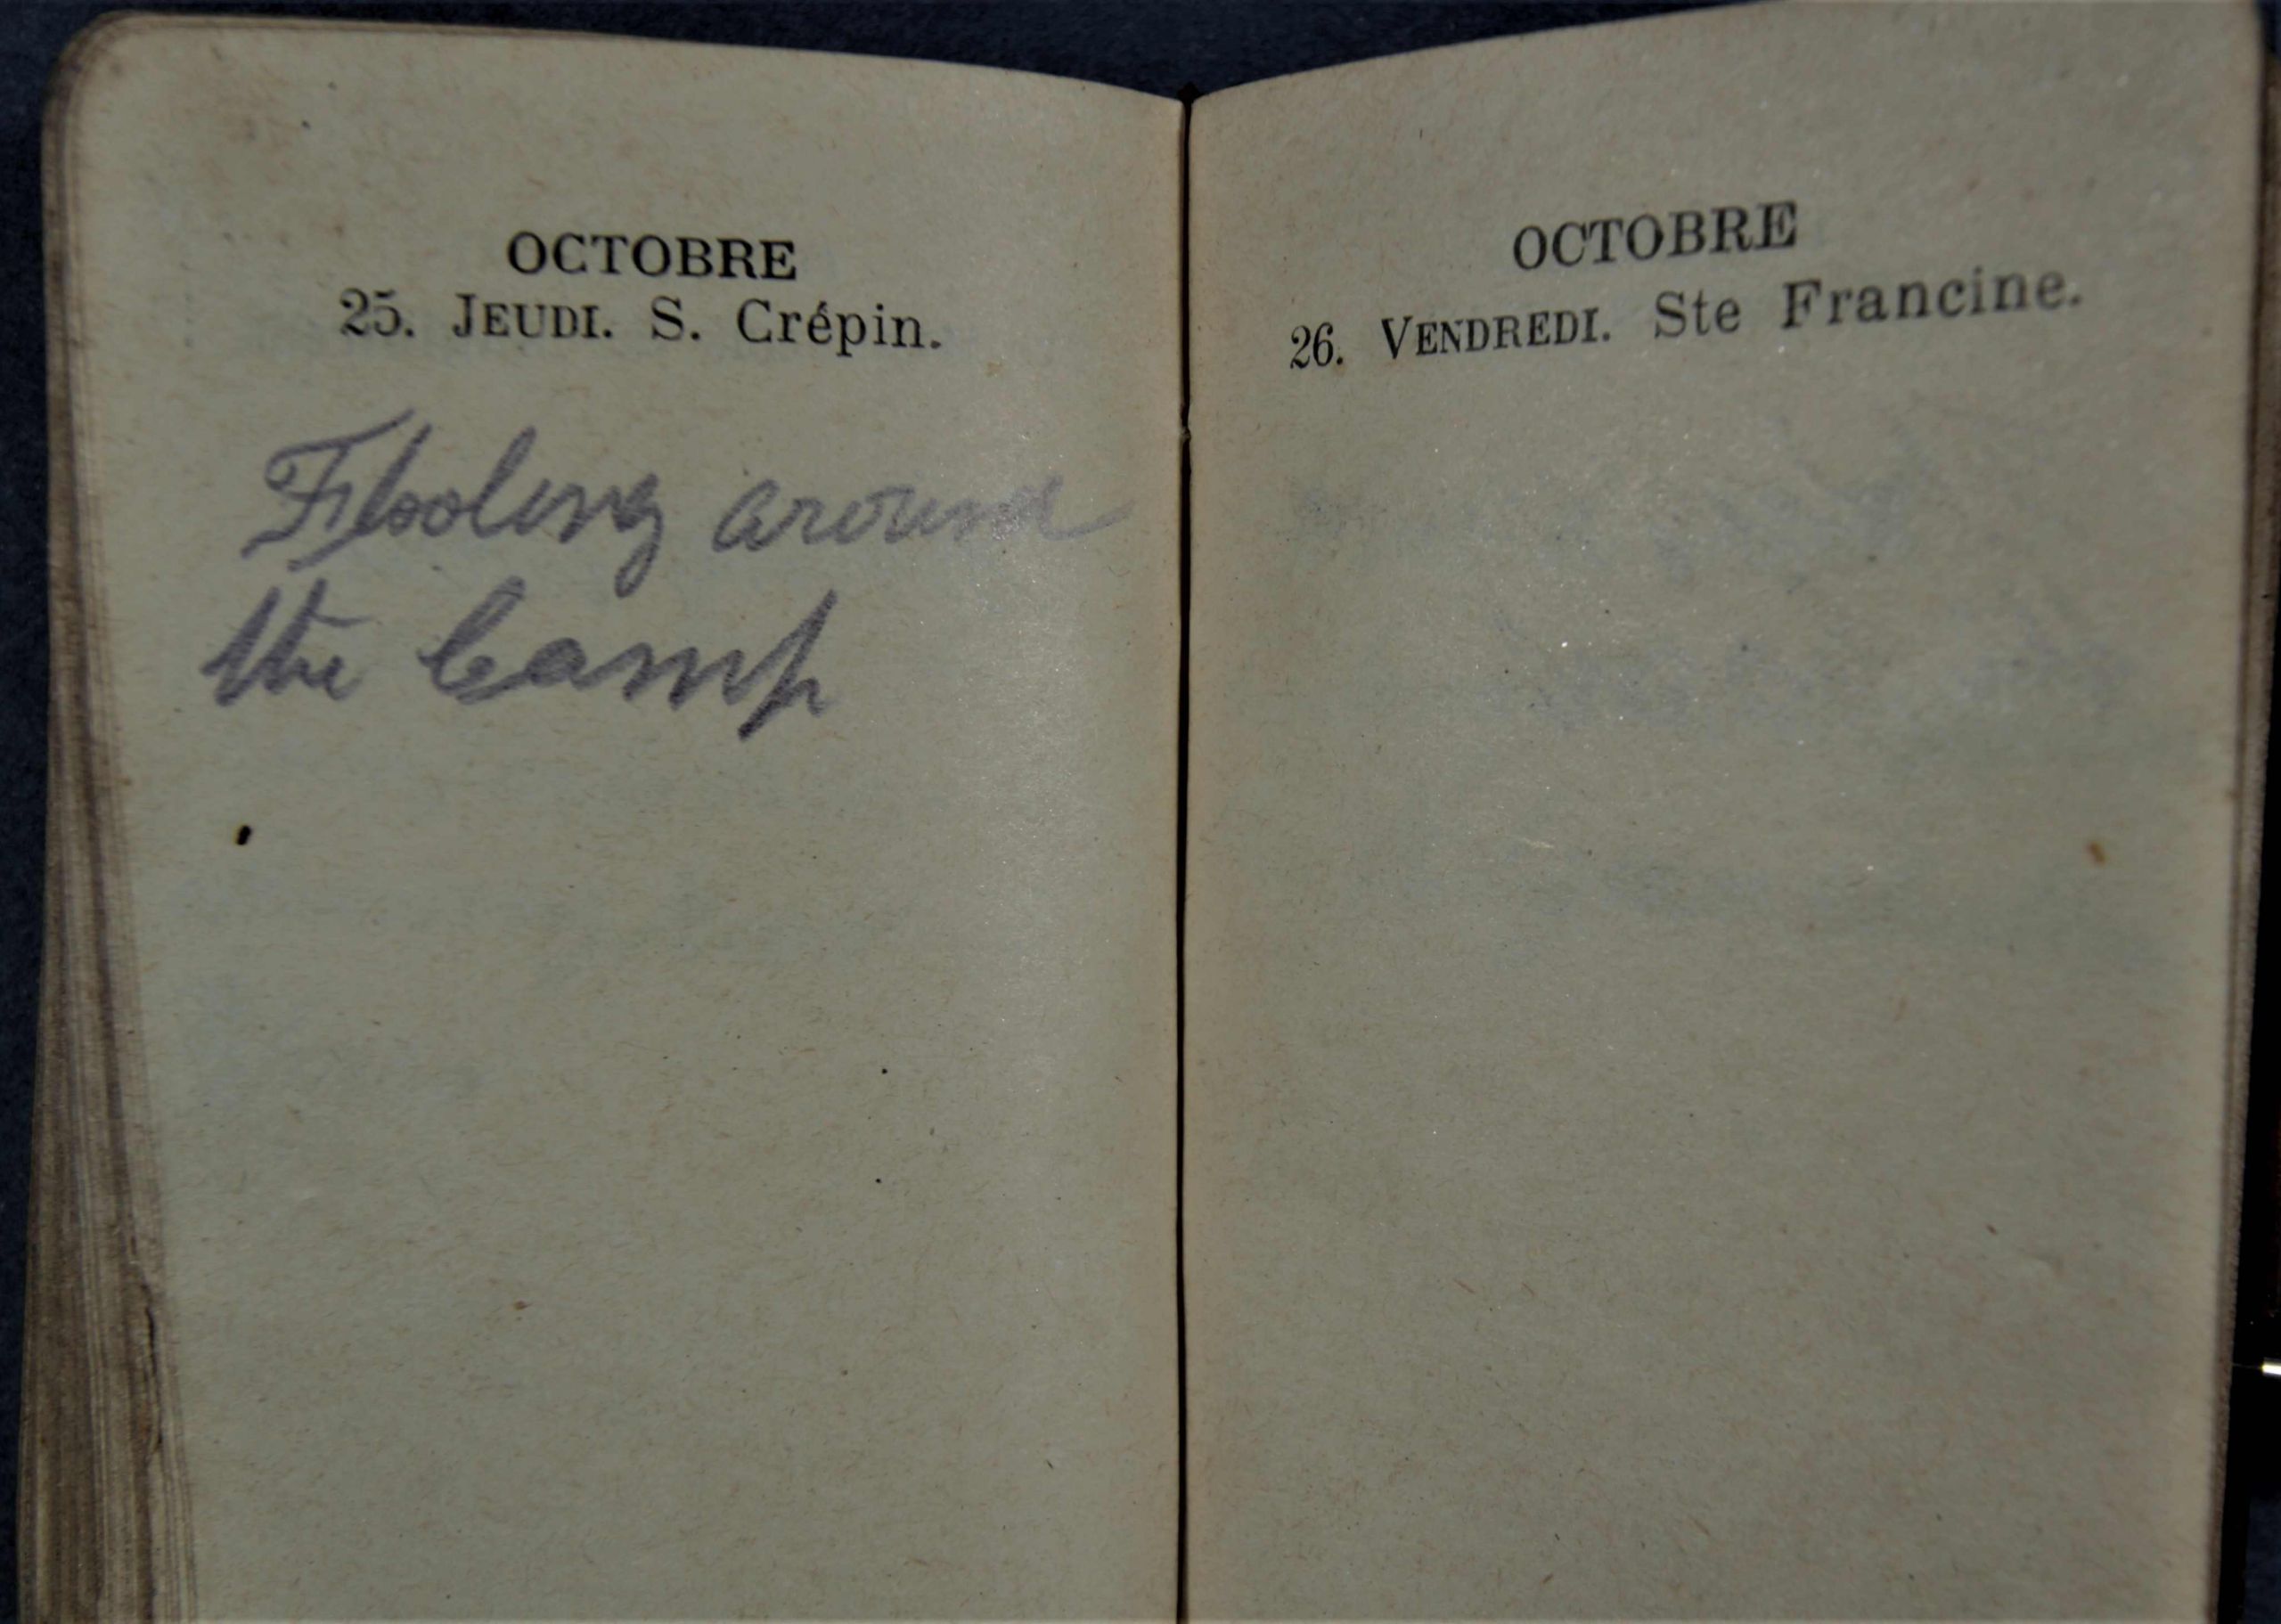 OCTOBRE
25. JEUDI. S. Crépin.
Fooling around
the Camp
OCTOBRE
26. VENDREDI. Ste Francine.